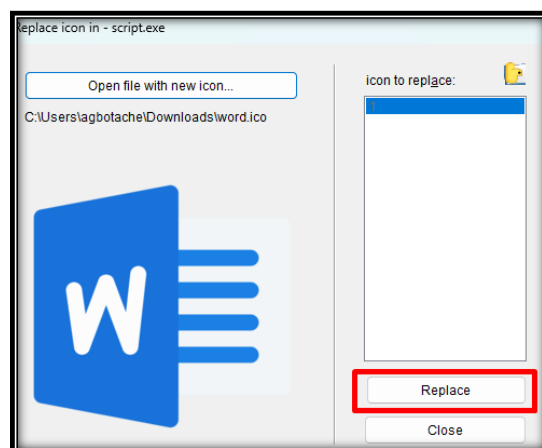 Replace icon in - script.exe
Open file with new icon...
C:\Users\agbotache\Downloads\word.ico
W
icon to replace:
1
Replace
Close